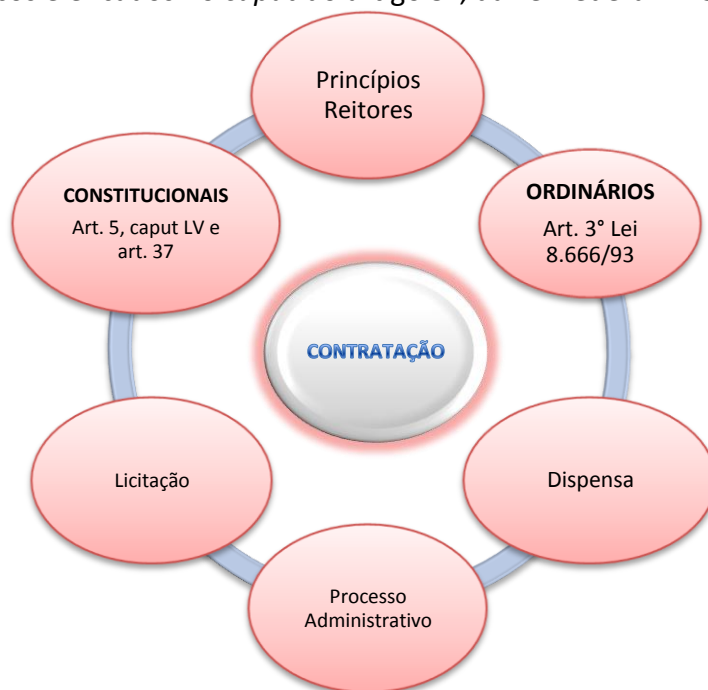 Princípios
Reitores
CONSTITUCIONAIS
Art. 5, caput LV e
art. 37
ORDINÁRIOS
Art. 3° Lei
8.666/93
CONTRATAÇÃO
Licitação
Dispensa
Processo
Administrativo